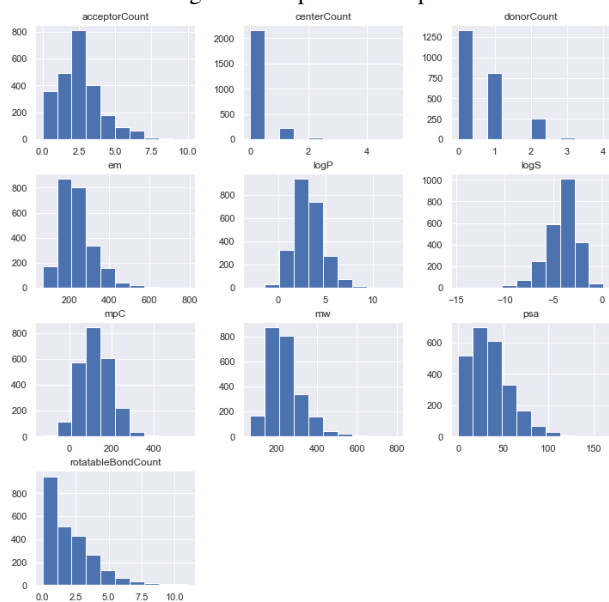 acceptorCount centerCount donorCount
800 2000 1250
600 1500 1000
400 1000 750
200 500 500
0 0 250
0
0.0 2.5 5.0 7.5 10.0 0 2 4 0 1 2 3 4
em logP logS
800 800 1000
600 600 800
400 400 600
200 200 400
0 0 200
0
200 400 600 800 0 5 10 -15 -10 -5 0
mpC mw psa
800 800 600
600 600 400
400 400 200
200 200 0
0 0
0 200 400 200 400 600 800 0 50 100 150
rotatableBondCount
800
600
400
200
0
0.0 2.5 5.0 7.5 10.0